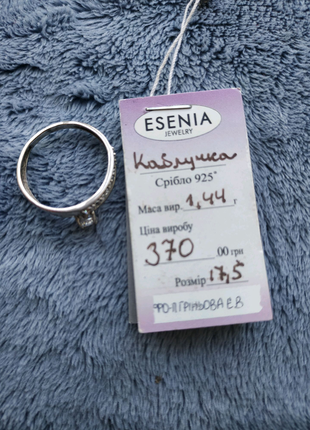 ESENIA
JEWELRY
Каблучка
Срібло 925°
Маса вир. 1,44 г
Ціна виробу
370 .00 грн
Розмір 17,5
ФО-П ГРІНЬОВА Є.В